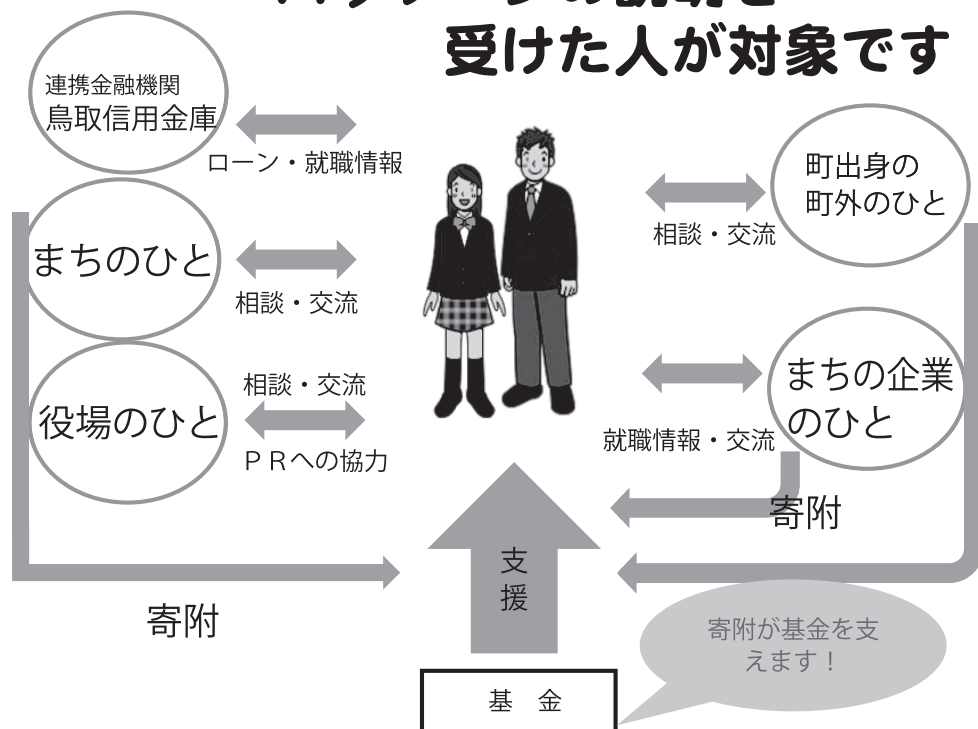 受けた人が対象です
連携金融機関
鳥取信用金庫
ローン・就職情報
まちのひと
相談・交流
役場のひと
相談・交流
ＰＲへの協力
町出身の
町外のひと
相談・交流
まちの企業
のひと
就職情報・交流
寄附
寄附
支
援
寄附が基金を支
えます！
基　金